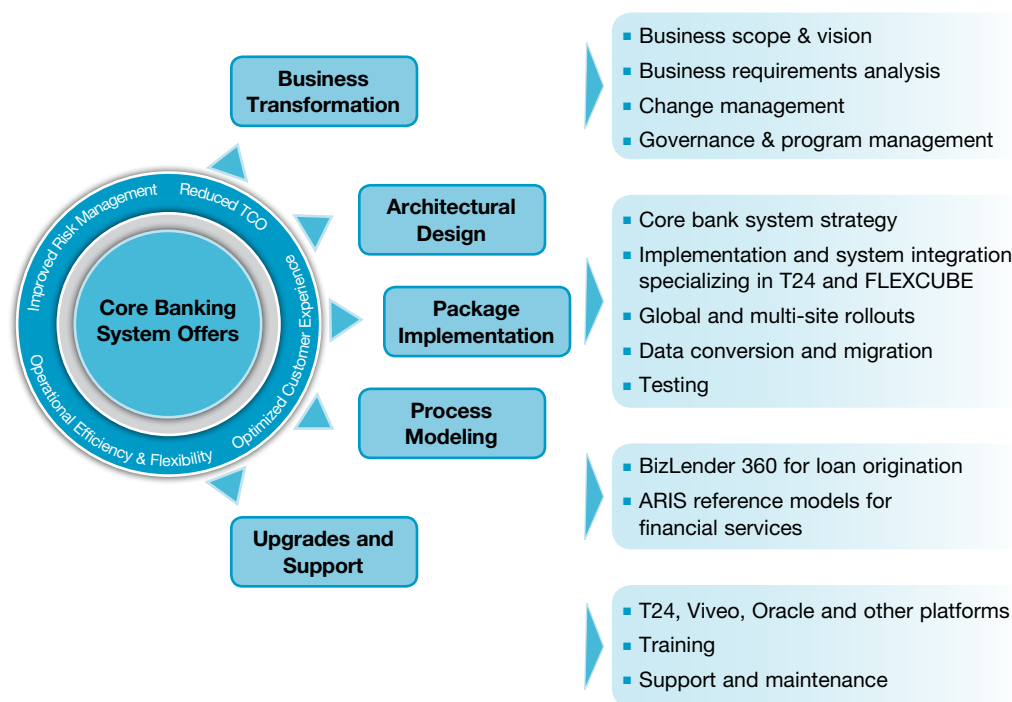 Business
Transformation
Business scope & vision
Business requirements analysis
Change management
Governance & program management
Improved Risk Management
Reduced TCO
Optimized Customer Experience
Operational Efficiency & Flexibility
Core Banking
System Offers
Architectural
Design
Package
Implementation
Process
Modeling
Core bank system strategy
Implementation and system integration
specializing in T24 and FLEXCUBE
Global and multi-site rollouts
Data conversion and migration
Testing
BizLender 360 for loan origination
ARIS reference models for
financial services
Upgrades and
Support
T24, Viveo, Oracle and other platforms
Training
Support and maintenance